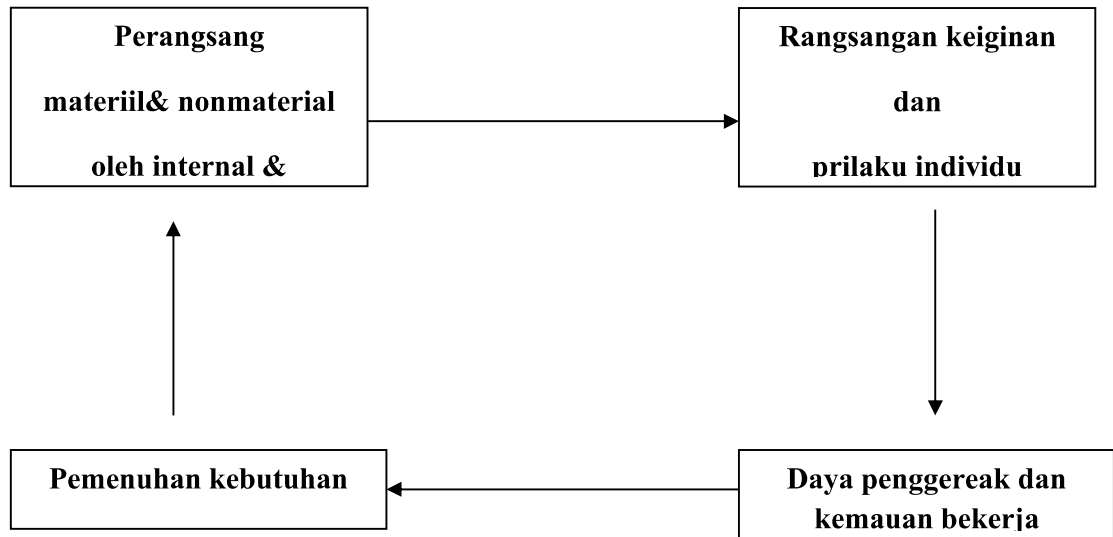 Perangsang
materiil& nonmaterial
oleh internal &
Rangsangan keiginan
dan
prilaku individu
Pemenuhan kebutuhan
Daya penggereak dan
kemauan bekerja